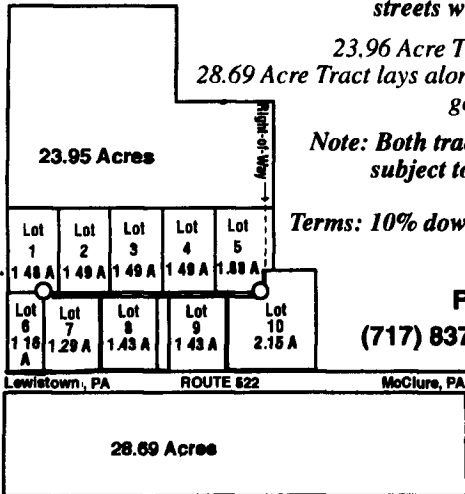 streets w
23,96 Acre T
28.69 Acre Tract lays alon
g
Note: Both tra
subject to
Terms: 10% dow
F
(717) 837
Right-of-Way
23.95 Acres
Lot 1 1 48 A
Lot 2 1 49 A
Lot 3 1 49 A
Lot 4 1 49 A
Lot 5 1.88 A
Lot 6 1 16 A
Lot 7 1.29 A
Lot 8 1.43 A
Lot 9 1 43 A
Lot 10 2.15 A
Lewistown, PA ROUTE 522 McClure, PA
28.69 Acres